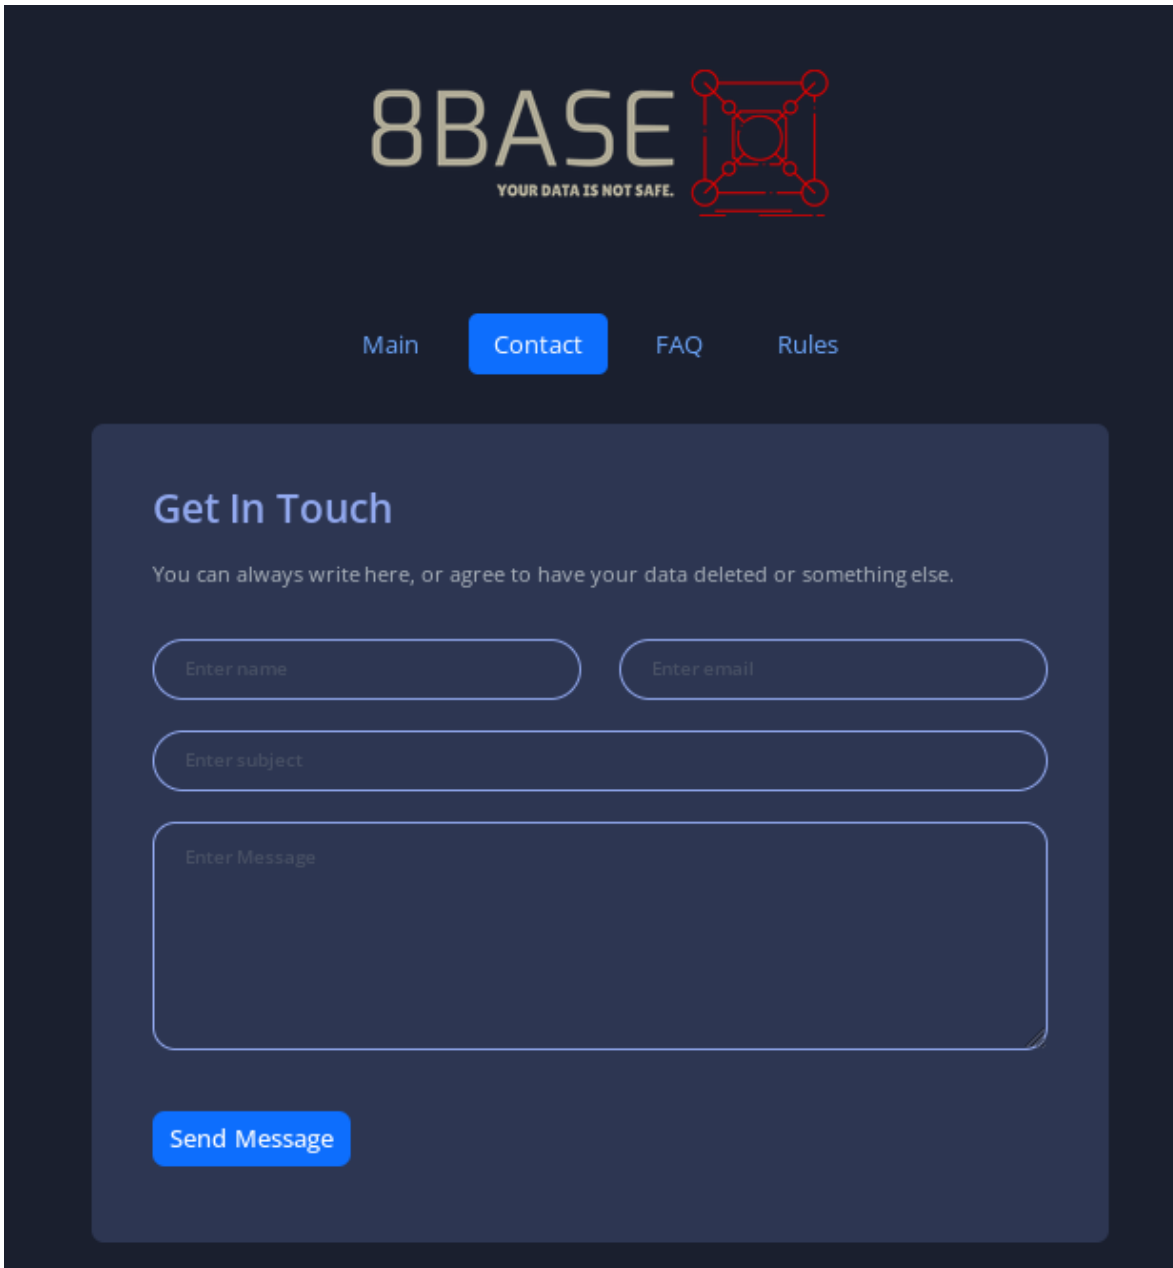 8BASE
YOUR DATA IS NOT SAFE.
Main Contact FAQ Rules
Get In Touch
You can always write here, or agree to have your data deleted or something else.
Enter name Enter email
Enter subject
Enter Message
Send Message